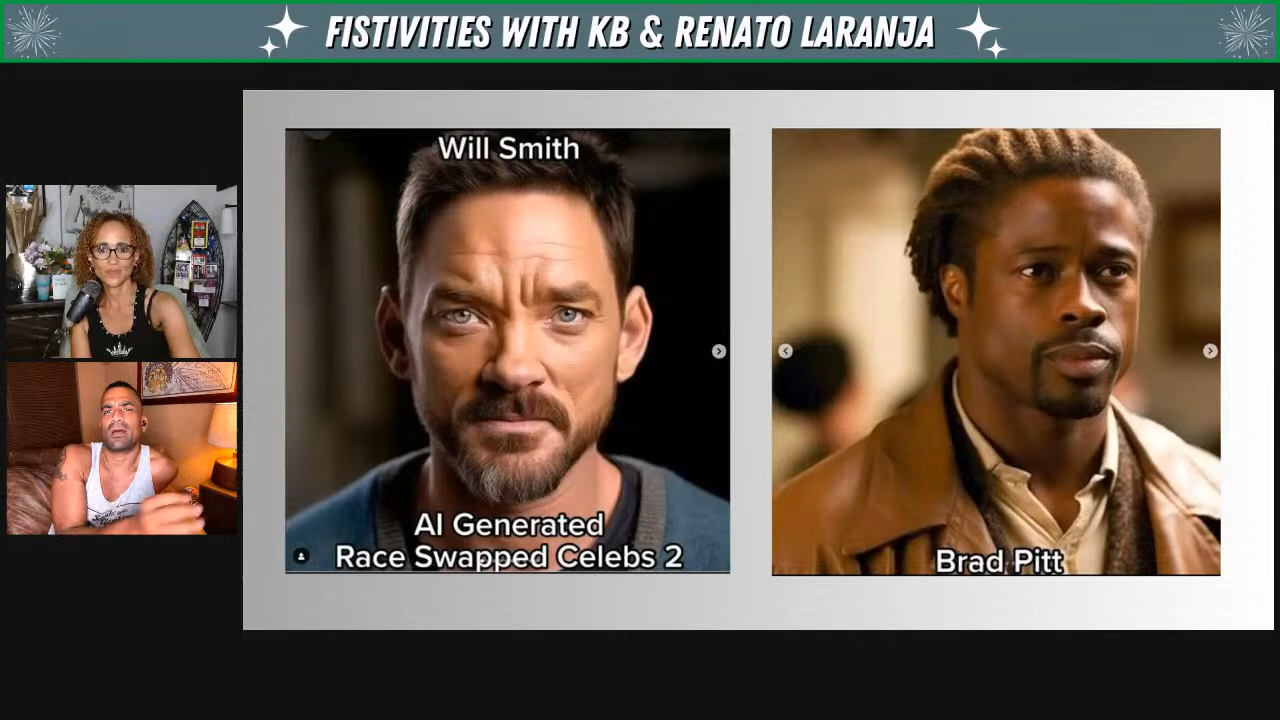 FISTIVITIES WITH KB & RENATO LARANJA
Will Smith
AI Generated
Race Swapped Celebs 2
Brad Pitt